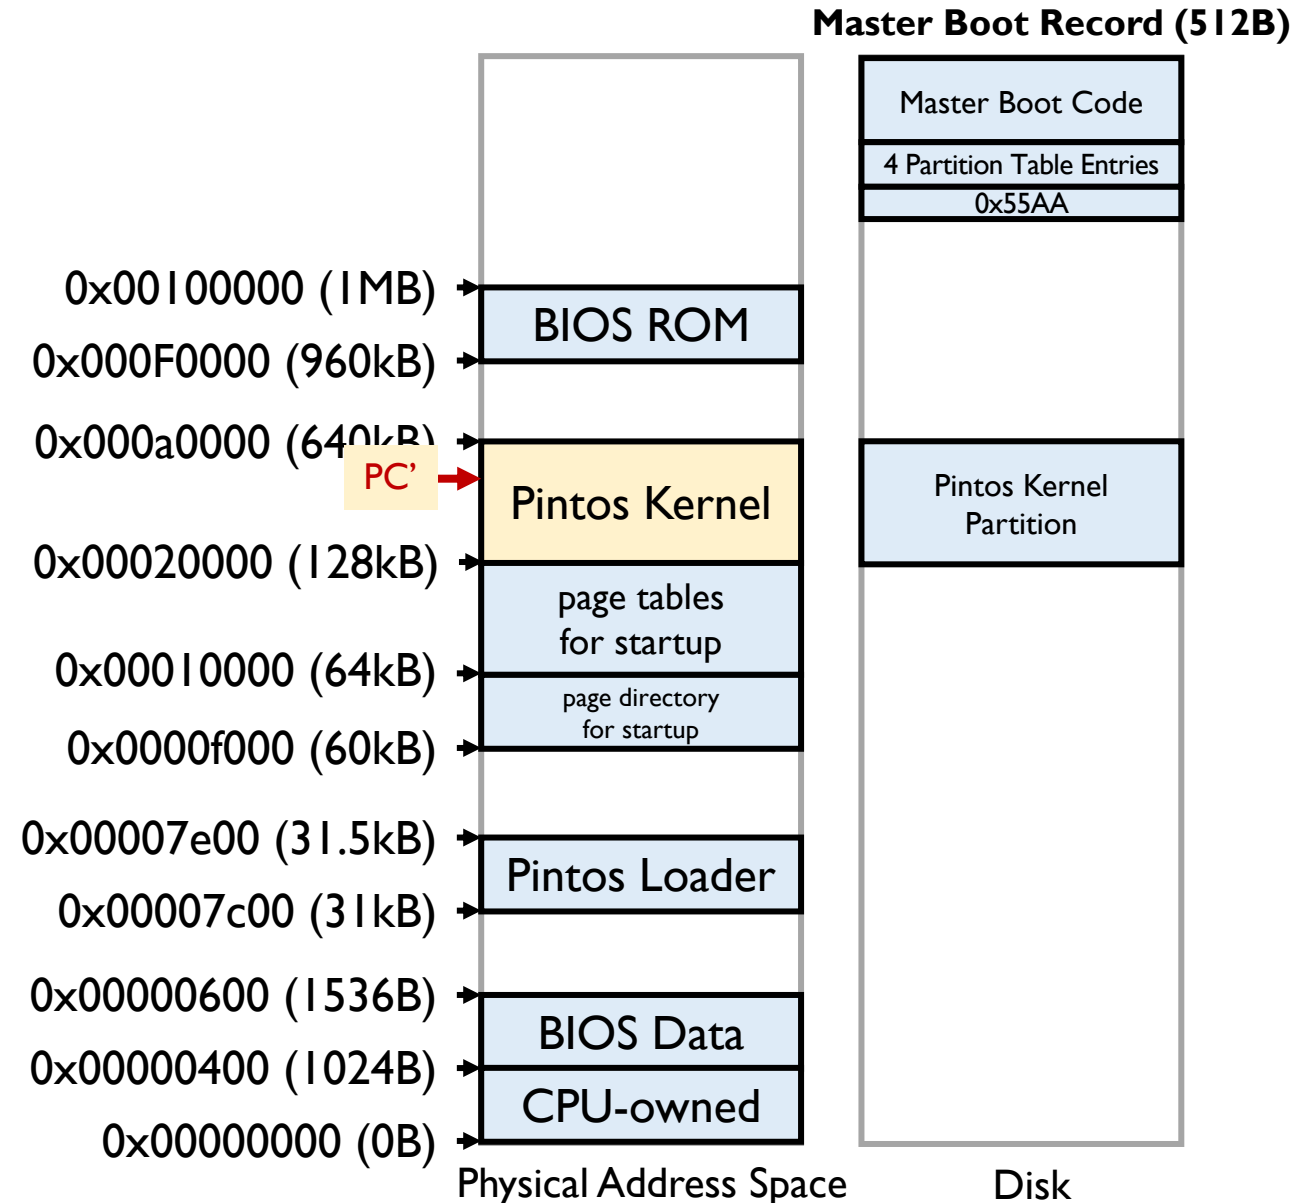 Master Boot Record (512B)
Master Boot Code
4 Partition Table Entries
0x55AA
0x00100000 (1MB)
BIOS ROM
0x000F0000 (960kB)
0x000a0000 (640kB)
PC’
Pintos Kernel
Pintos Kernel
Partition
0x00020000 (128kB)
page tables
for startup
0x00010000 (64kB)
page directory
for startup
0x0000f000 (60kB)
0x00007e00 (31.5kB)
Pintos Loader
0x00007c00 (31kB)
0x00000600 (1536B)
BIOS Data
0x00000400 (1024B)
CPU-owned
0x00000000 (0B)
Physical Address Space
Disk